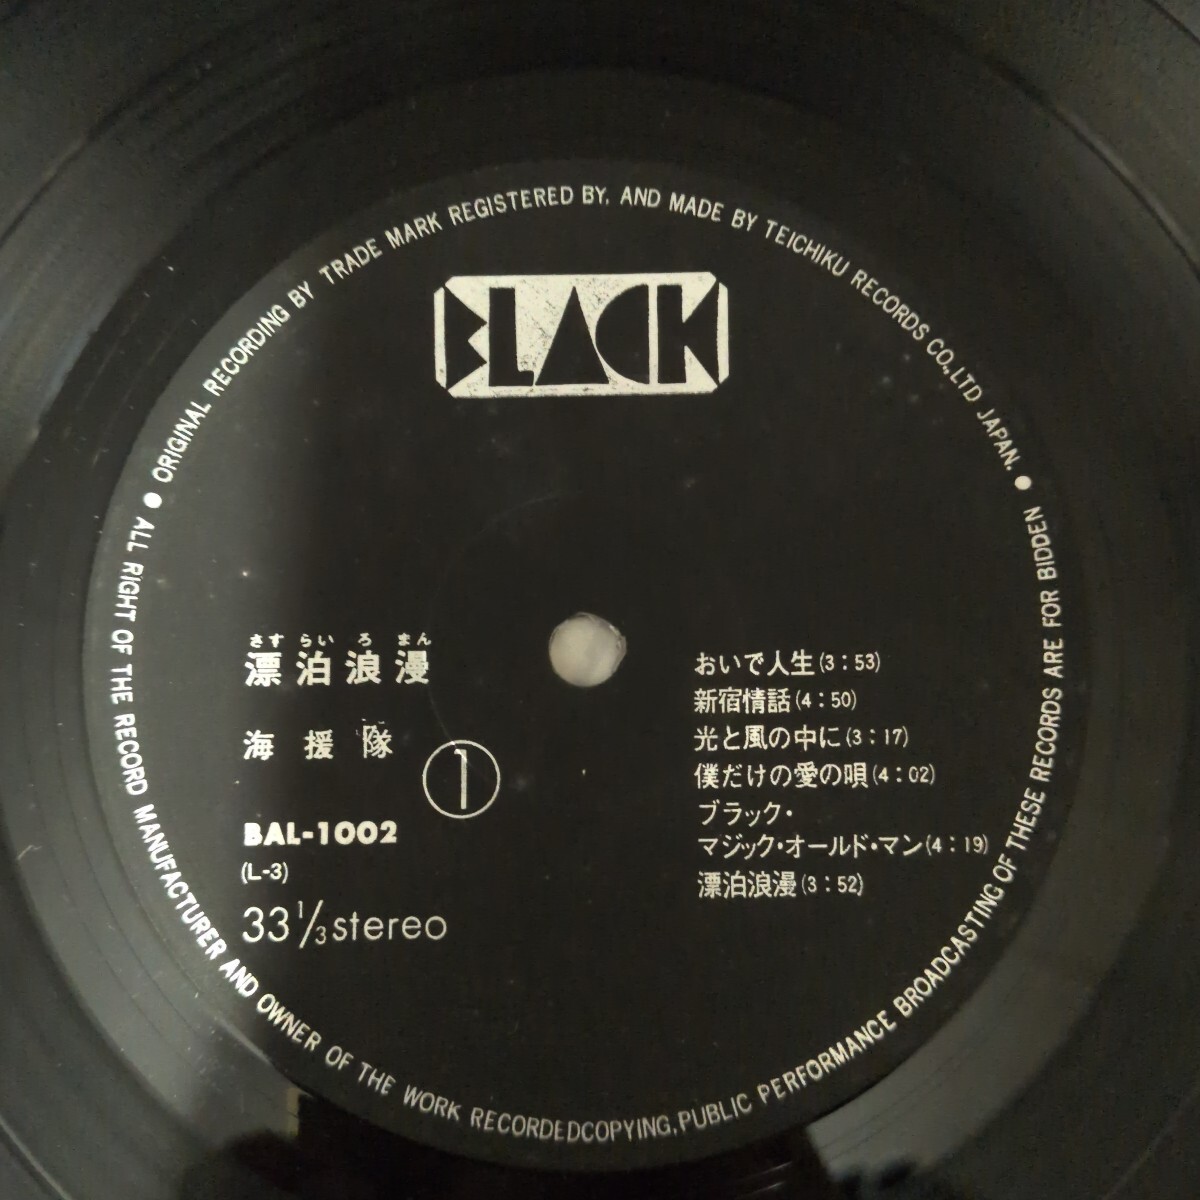 ORIGINAL RECORDING BY TRADE MARK REGISTERED BY, AND MADE BY TEICHIKU RECORDS CO., LTD JAPAN.
BLACK
さすらいろまん
漂泊浪漫
海援隊
1
BAL-1002
(L-3)
33 1/3 stereo
おいで人生(3:53)
新宿情話(4:50)
光と風の中に(3:17)
僕だけの愛の唄(4:02)
ブラック・
マジック・オールド・マン(4:19)
漂泊浪漫(3:52)
ALL RIGHT OF THE RECORD MANUFACTURER AND OWNER OF THE WORK RECORDEDCOPYING, PUBLIC PERFORMANCE BROADCASTING OF THESE RECORDS ARE FOR BIDDEN